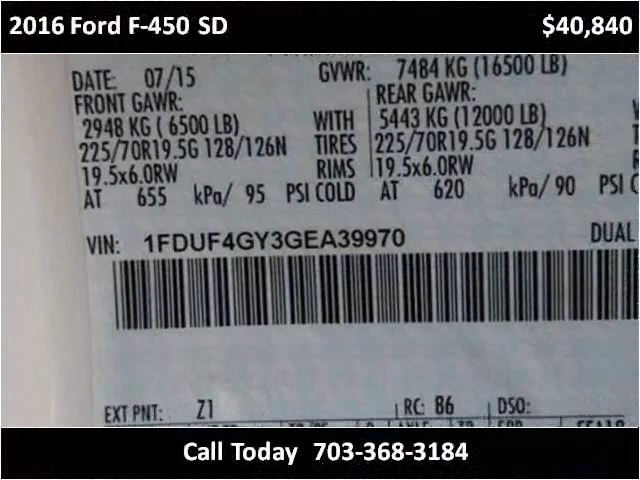 2016 Ford F-450 SD $40,840
DATE: 07/15 GVWR: 7484 KG (16500 LB)
FRONT GAWR: REAR GAWR:
2948 KG ( 6500 LB) WITH 5443 KG (12000 LB)
225/70R19.5G 128/126N TIRES 225/70R19.5G 128/126N
19.5x6.0RW RIMS 19.5x6.0RW
AT 655 kPa/ 95 PSI COLD AT 620 kPa/ 90 PSI
VIN: 1FDUF4GY3GEA39970 DUAL
EXT PNT: Z1 RC: 86 DSO:
Call Today 703-368-3184